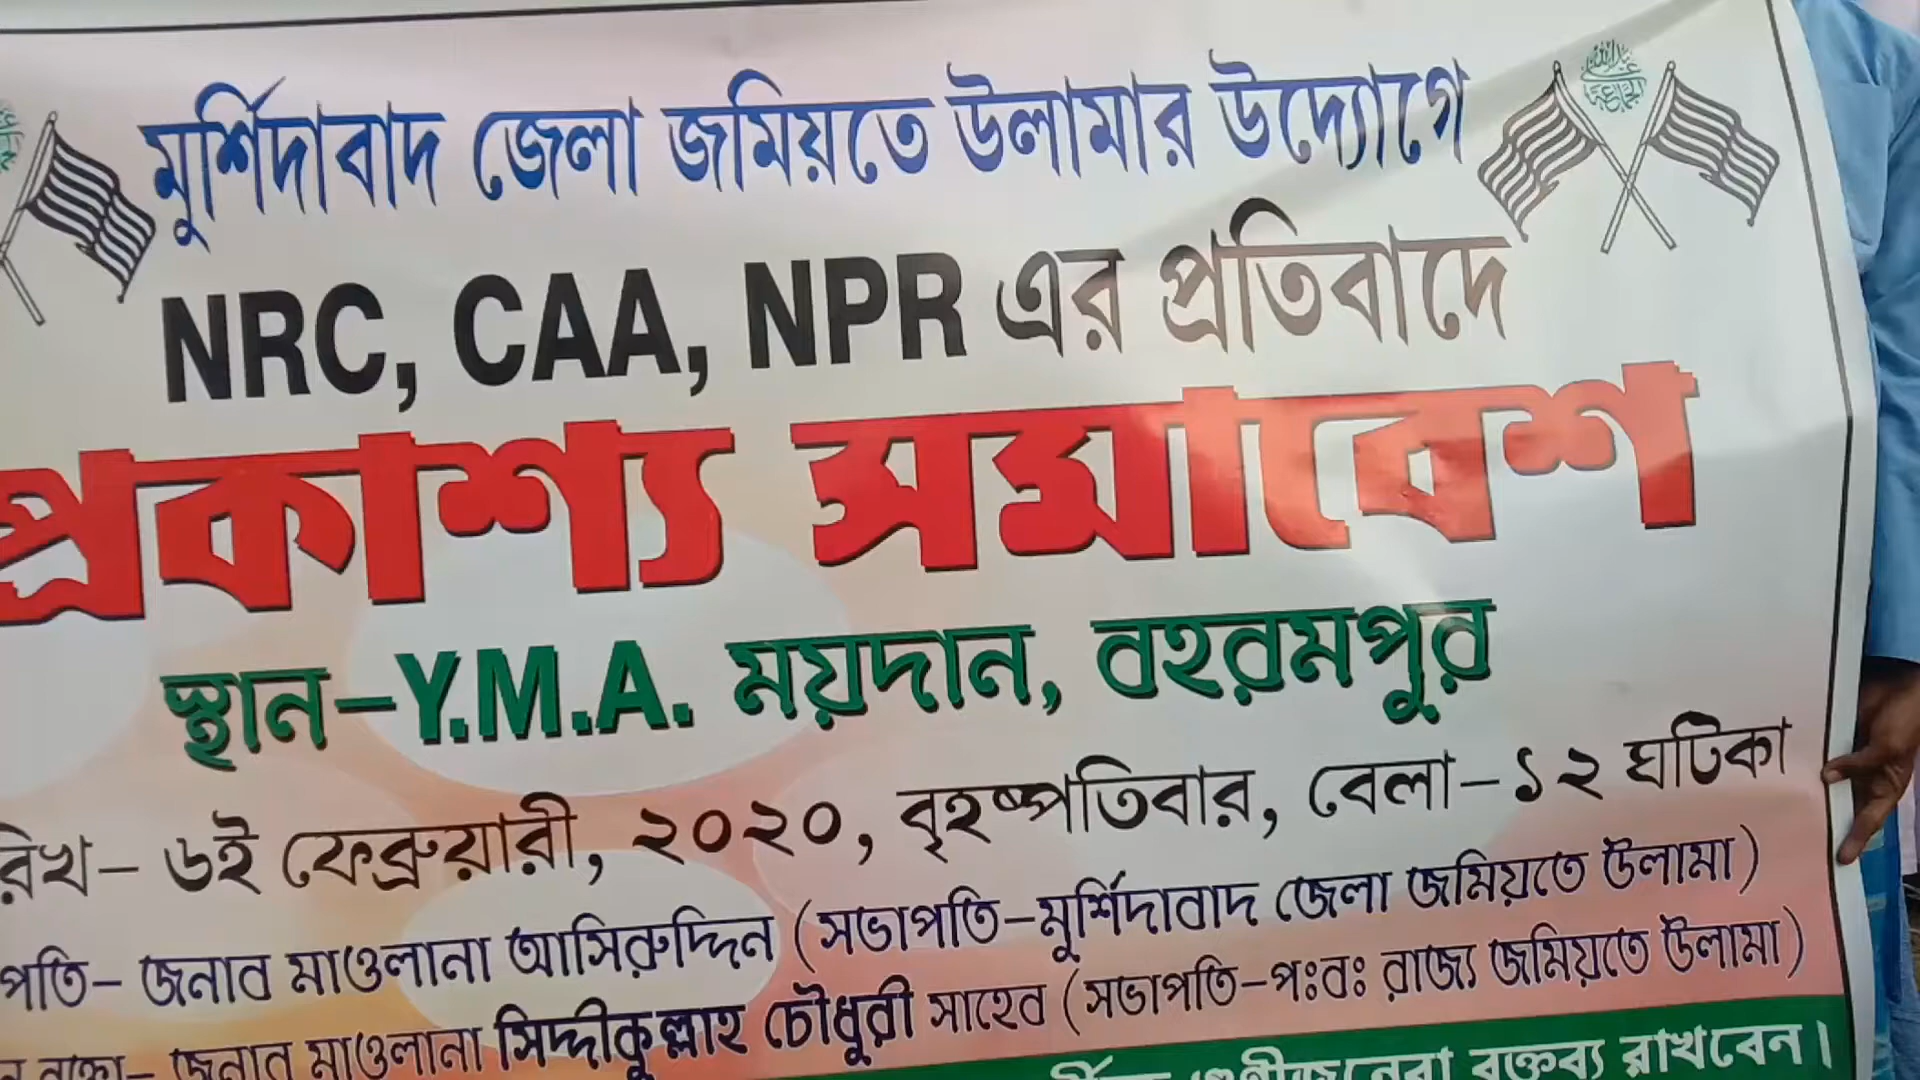 মুর্শিদাবাদ জেলা জমিয়তে উলামার উদ্যোগে
NRC, CAA, NPR এর প্রতিবাদে
প্রকাশ্য সমাবেশ
স্থান–Y.M.A. ময়দান, বহরমপুর
রিখ– ৬ই ফেব্রুয়ারী, ২০২০, বৃহষ্পতিবার, বেলা–১২ ঘটিকা
পতি– জনাব মাওলানা আসিরুদ্দিন (সভাপতি–মুর্শিদাবাদ জেলা জমিয়তে উলামা)
জনাব মাওলানা সিদ্দীকুল্লাহ চৌধুরী সাহেব (সভাপতি–পঃবঃ রাজ্য জমিয়তে উলামা)
বক্তব্য রাখবেন।